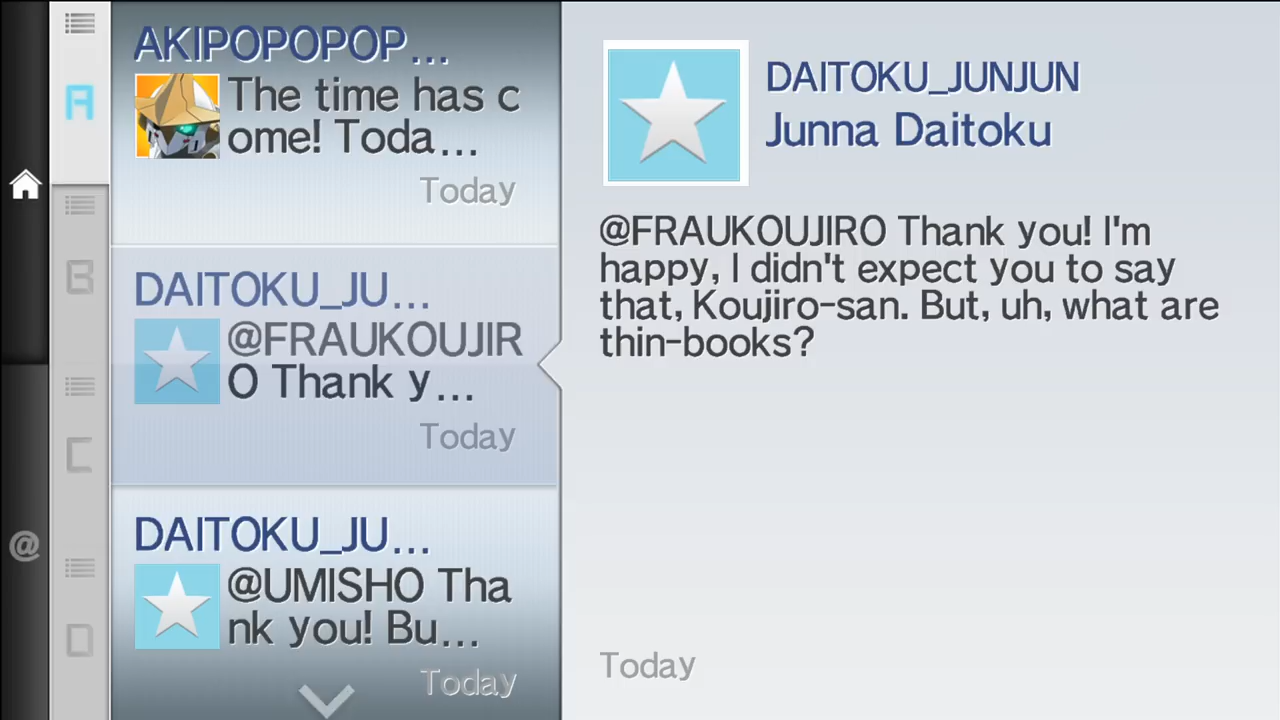 A
B
C
D
@
AKIPOPOPOP...
The time has c
ome! Toda...
Today
DAITOKU_JU...
@FRAUKOUJIR
O Thank y...
Today
DAITOKU_JU...
@UMISHO Tha
nk you! Bu...
Today
DAITOKU_JUNJUN
Junna Daitoku
@FRAUKOUJIRO Thank you! I'm
happy, I didn't expect you to say
that, Koujiro-san. But, uh, what are
thin-books?
Today